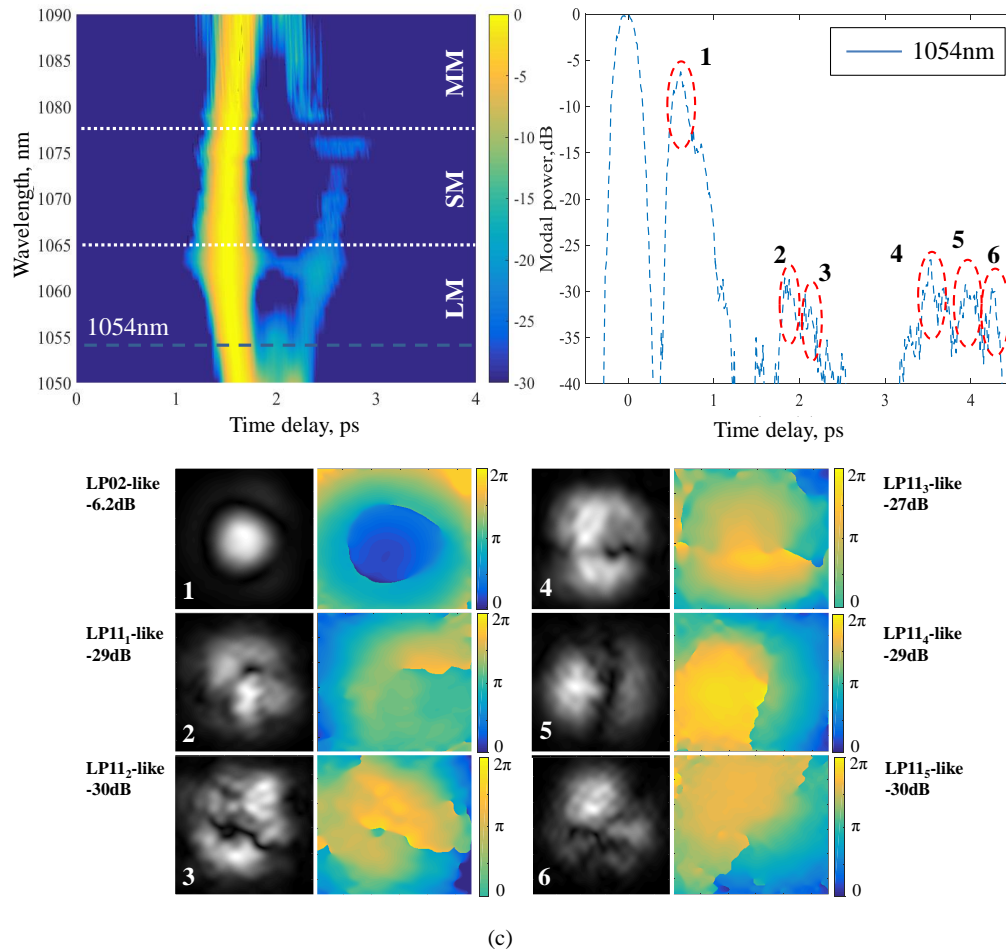 1090
1085
1080
1075
1070
1065
1060
1055
1050
Wavelength, nm
MM
SM
LM
1054nm
0
1
2
3
4
Time delay, ps
0
-5
-10
-15
-20
-25
-30
0
-5
-10
-15
-20
-25
-30
-35
-40
Modal power,dB
1054nm
1
2
3
4
5
6
0
1
2
3
4
Time delay, ps
LP02-like
-6.2dB
1
2π
π
0
LP11₃-like
-27dB
4
2π
π
0
LP11₁-like
-29dB
2
2π
π
0
LP11₄-like
-29dB
5
2π
π
0
LP11₂-like
-30dB
3
2π
π
0
LP11₅-like
-30dB
6
2π
π
0
(c)